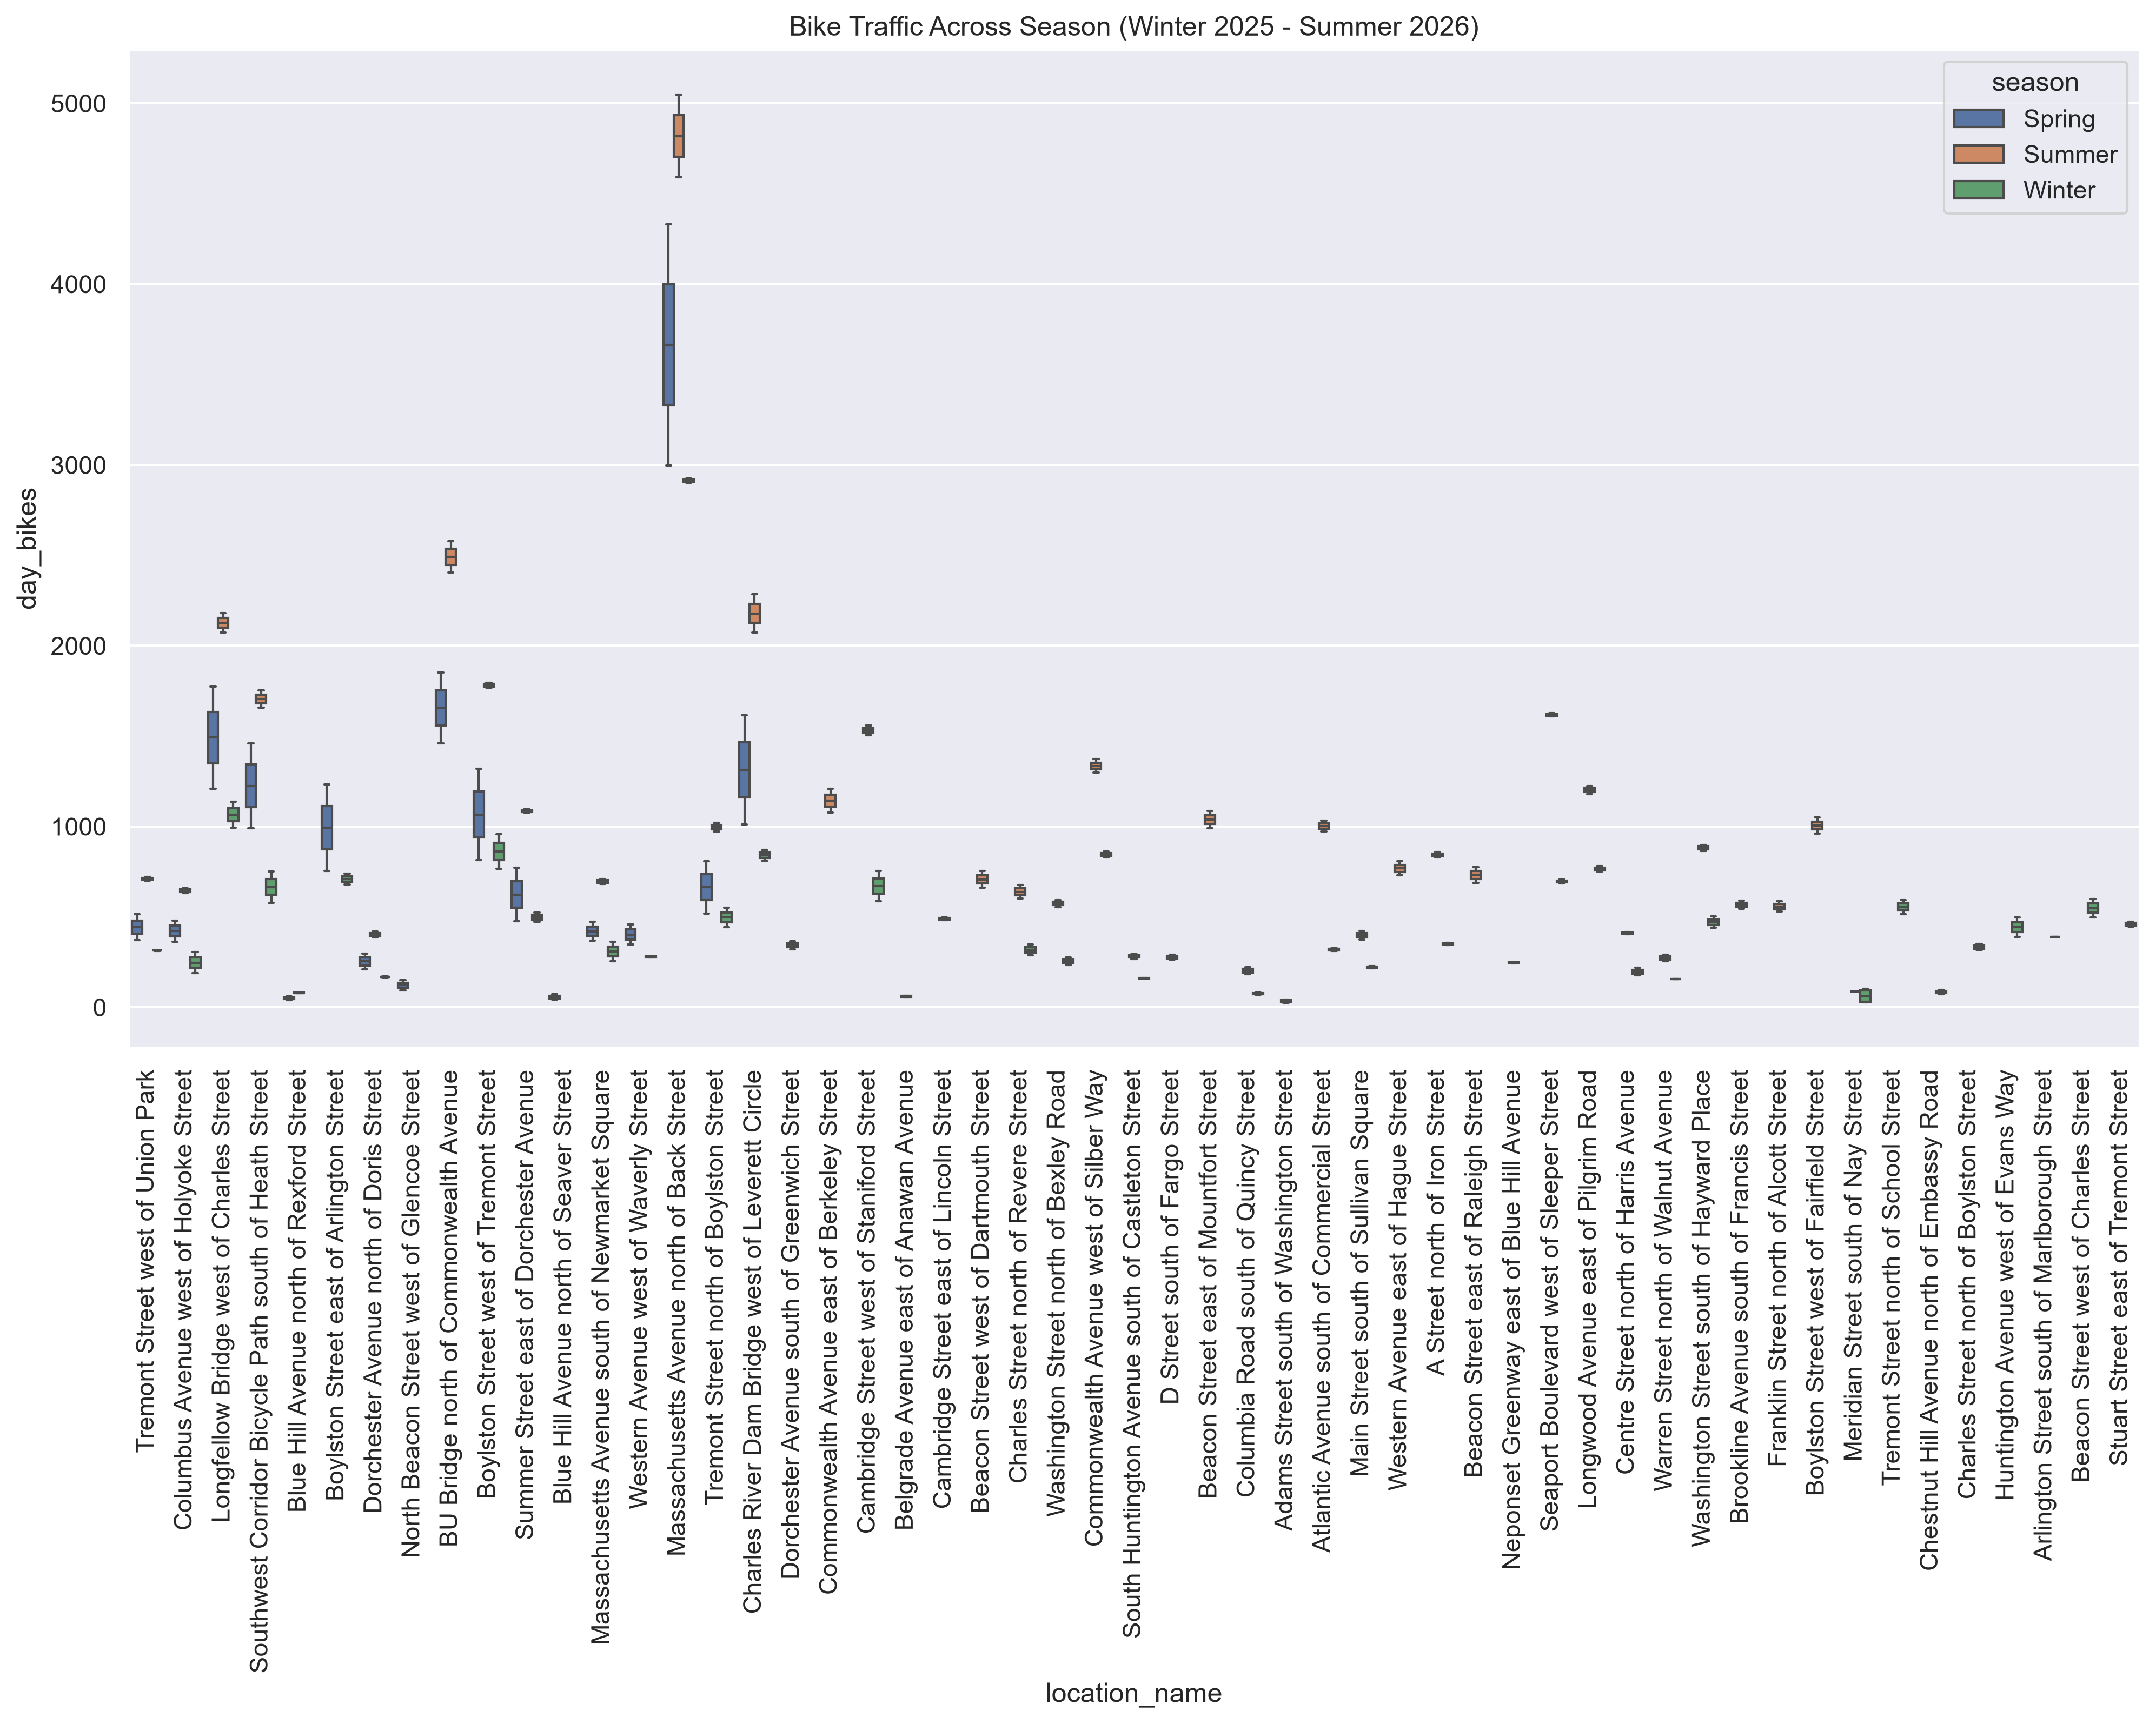 Bike Traffic Across Season (Winter 2025 - Summer 2026)
season
Spring
Summer
Winter
day_bikes
5000
4000
3000
2000
1000
0
Tremont Street west of Union Park
Columbus Avenue west of Holyoke Street
Longfellow Bridge west of Charles Street
Southwest Corridor Bicycle Path south of Heath Street
Blue Hill Avenue north of Rexford Street
Boylston Street east of Arlington Street
Dorchester Avenue north of Doris Street
North Beacon Street west of Glencoe Street
BU Bridge north of Commonwealth Avenue
Boylston Street west of Tremont Street
Summer Street east of Dorchester Avenue
Blue Hill Avenue north of Seaver Street
Massachusetts Avenue south of Newmarket Square
Western Avenue west of Waverly Street
Massachusetts Avenue north of Back Street
Tremont Street north of Boylston Street
Charles River Dam Bridge west of Leverett Circle
Dorchester Avenue south of Greenwich Street
Commonwealth Avenue east of Berkeley Street
Cambridge Street west of Staniford Street
Belgrade Avenue east of Anawan Avenue
Cambridge Street east of Lincoln Street
Beacon Street west of Dartmouth Street
Charles Street north of Revere Street
Washington Street north of Bexley Road
Commonwealth Avenue west of Silber Way
South Huntington Avenue south of Castleton Street
D Street south of Fargo Street
Beacon Street east of Mountfort Street
Columbia Road south of Quincy Street
Adams Street south of Washington Street
Atlantic Avenue south of Commercial Street
Main Street south of Sullivan Square
Western Avenue east of Hague Street
A Street north of Iron Street
Beacon Street east of Raleigh Street
Neponset Greenway east of Blue Hill Avenue
Seaport Boulevard west of Sleeper Street
Longwood Avenue east of Pilgrim Road
Centre Street north of Harris Avenue
Warren Street north of Walnut Avenue
Washington Street south of Hayward Place
Brookline Avenue south of Francis Street
Franklin Street north of Alcott Street
Boylston Street west of Fairfield Street
Meridian Street south of Nay Street
Tremont Street north of School Street
Chestnut Hill Avenue north of Embassy Road
Charles Street north of Boylston Street
Huntington Avenue west of Evans Way
Arlington Street south of Marlborough Street
Beacon Street west of Charles Street
Stuart Street east of Tremont Street
location_name